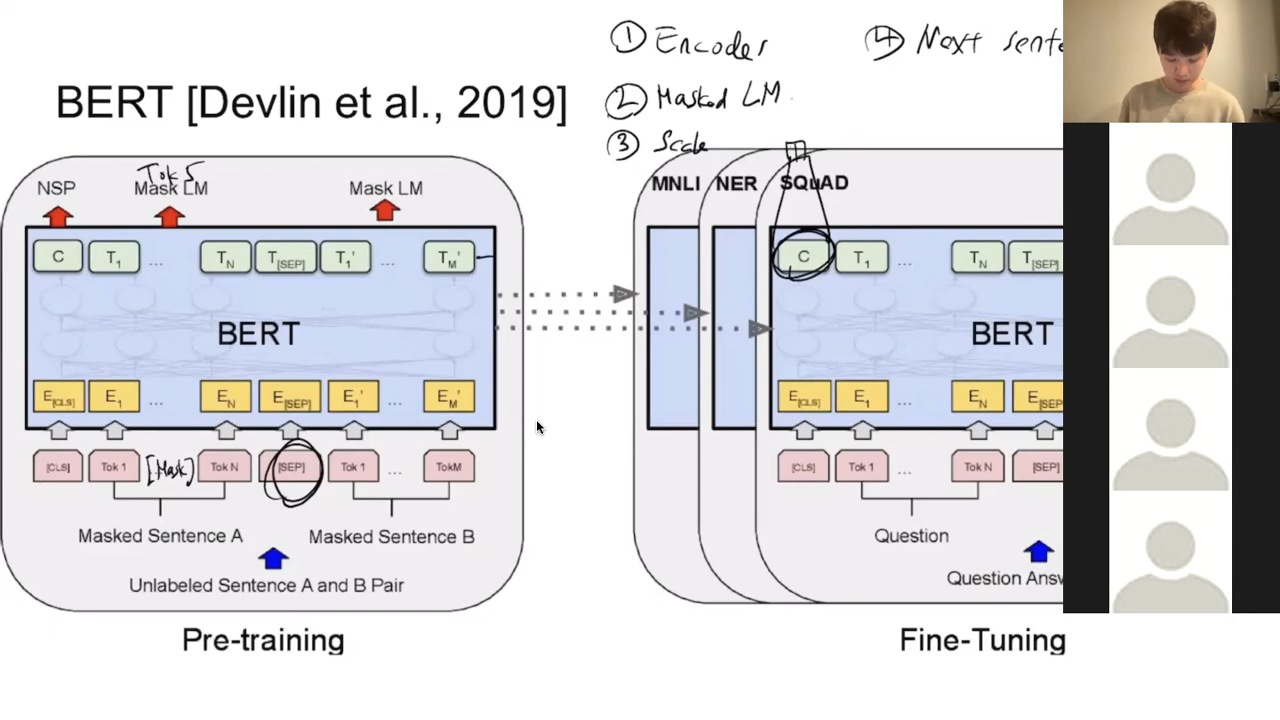 ① Encoder ④ Next sente
BERT [Devlin et al., 2019]
② Masked LM
③ Scale
Tok 5
NSP Mask LM Mask LM
C T1 ... TN T[SEP] T1' ... TM'
BERT
E[CLS] E1 ... EN E[SEP] E1' ... EM'
[CLS] Tok 1 [Mask] Tok N [SEP] Tok 1 ... TokM
Masked Sentence A Masked Sentence B
Unlabeled Sentence A and B Pair
Pre-training
MNLI NER SQuAD
C T1 ... TN T[SEP]
BERT
E[CLS] E1 ... EN E[SEP
[CLS] Tok 1 ... Tok N [SEP]
Question
Question Answ
Fine-Tuning